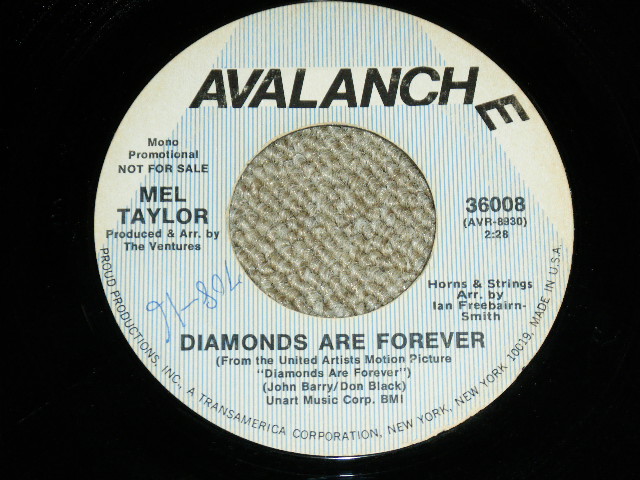 AVALANCHE
Mono
Promotional
NOT FOR SALE
MEL
TAYLOR
Produced & Arr. by
The Ventures
36008
(AVR-8930)
2:28
Horns & Strings
Arr. by
Ian Freebairn-
Smith
DIAMONDS ARE FOREVER
(From the United Artists Motion Picture
"Diamonds Are Forever")
(John Barry/Don Black)
Unart Music Corp. BMI
PROUD PRODUCTIONS, INC., A TRANSAMERICA CORPORATION, NEW YORK, NEW YORK 10019, MADE IN U.S.A.